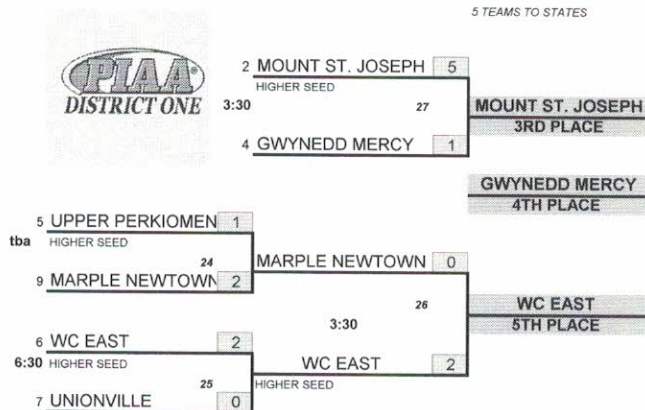 5 TEAMS TO STATES
PIAA®
DISTRICT ONE
2 MOUNT ST. JOSEPH 5
HIGHER SEED
3:30
27
MOUNT ST. JOSEPH
3RD PLACE
4 GWYNEDD MERCY 1
GWYNEDD MERCY
4TH PLACE
5 UPPER PERKIOMEN 1
tba HIGHER SEED
24
MARPLE NEWTOWN 0
9 MARPLE NEWTOWN 2
26
WC EAST
5TH PLACE
3:30
6 WC EAST 2
6:30 HIGHER SEED
WC EAST 2
HIGHER SEED
25
7 UNIONVILLE 0